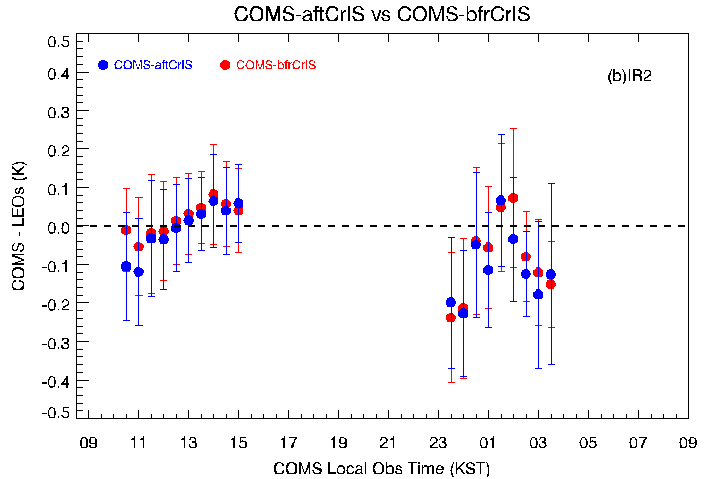 COMS-aftCrIS vs COMS-bfrCrIS
COMS-aftCrIS COMS-bfrCrIS
(b)IR2
COMS - LEOs (K)
0.5
0.4
0.3
0.2
0.1
0.0
-0.1
-0.2
-0.3
-0.4
-0.5
09 11 13 15 17 19 21 23 01 03 05 07 09
COMS Local Obs Time (KST)